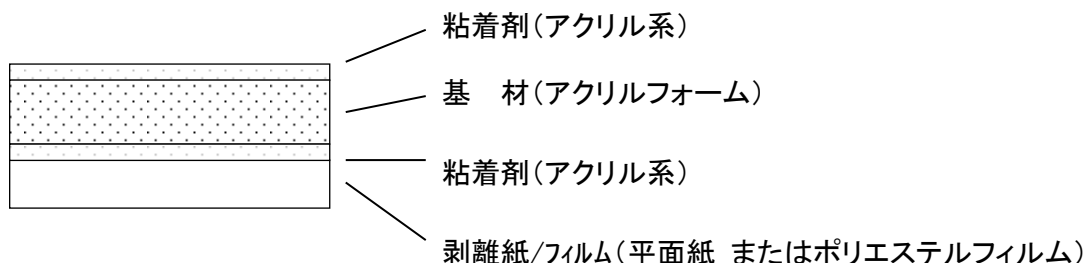 粘着剤(アクリル系)
基　材(アクリルフォーム)
粘着剤(アクリル系)
剥離紙/フィルム(平面紙 またはポリエステルフィルム)